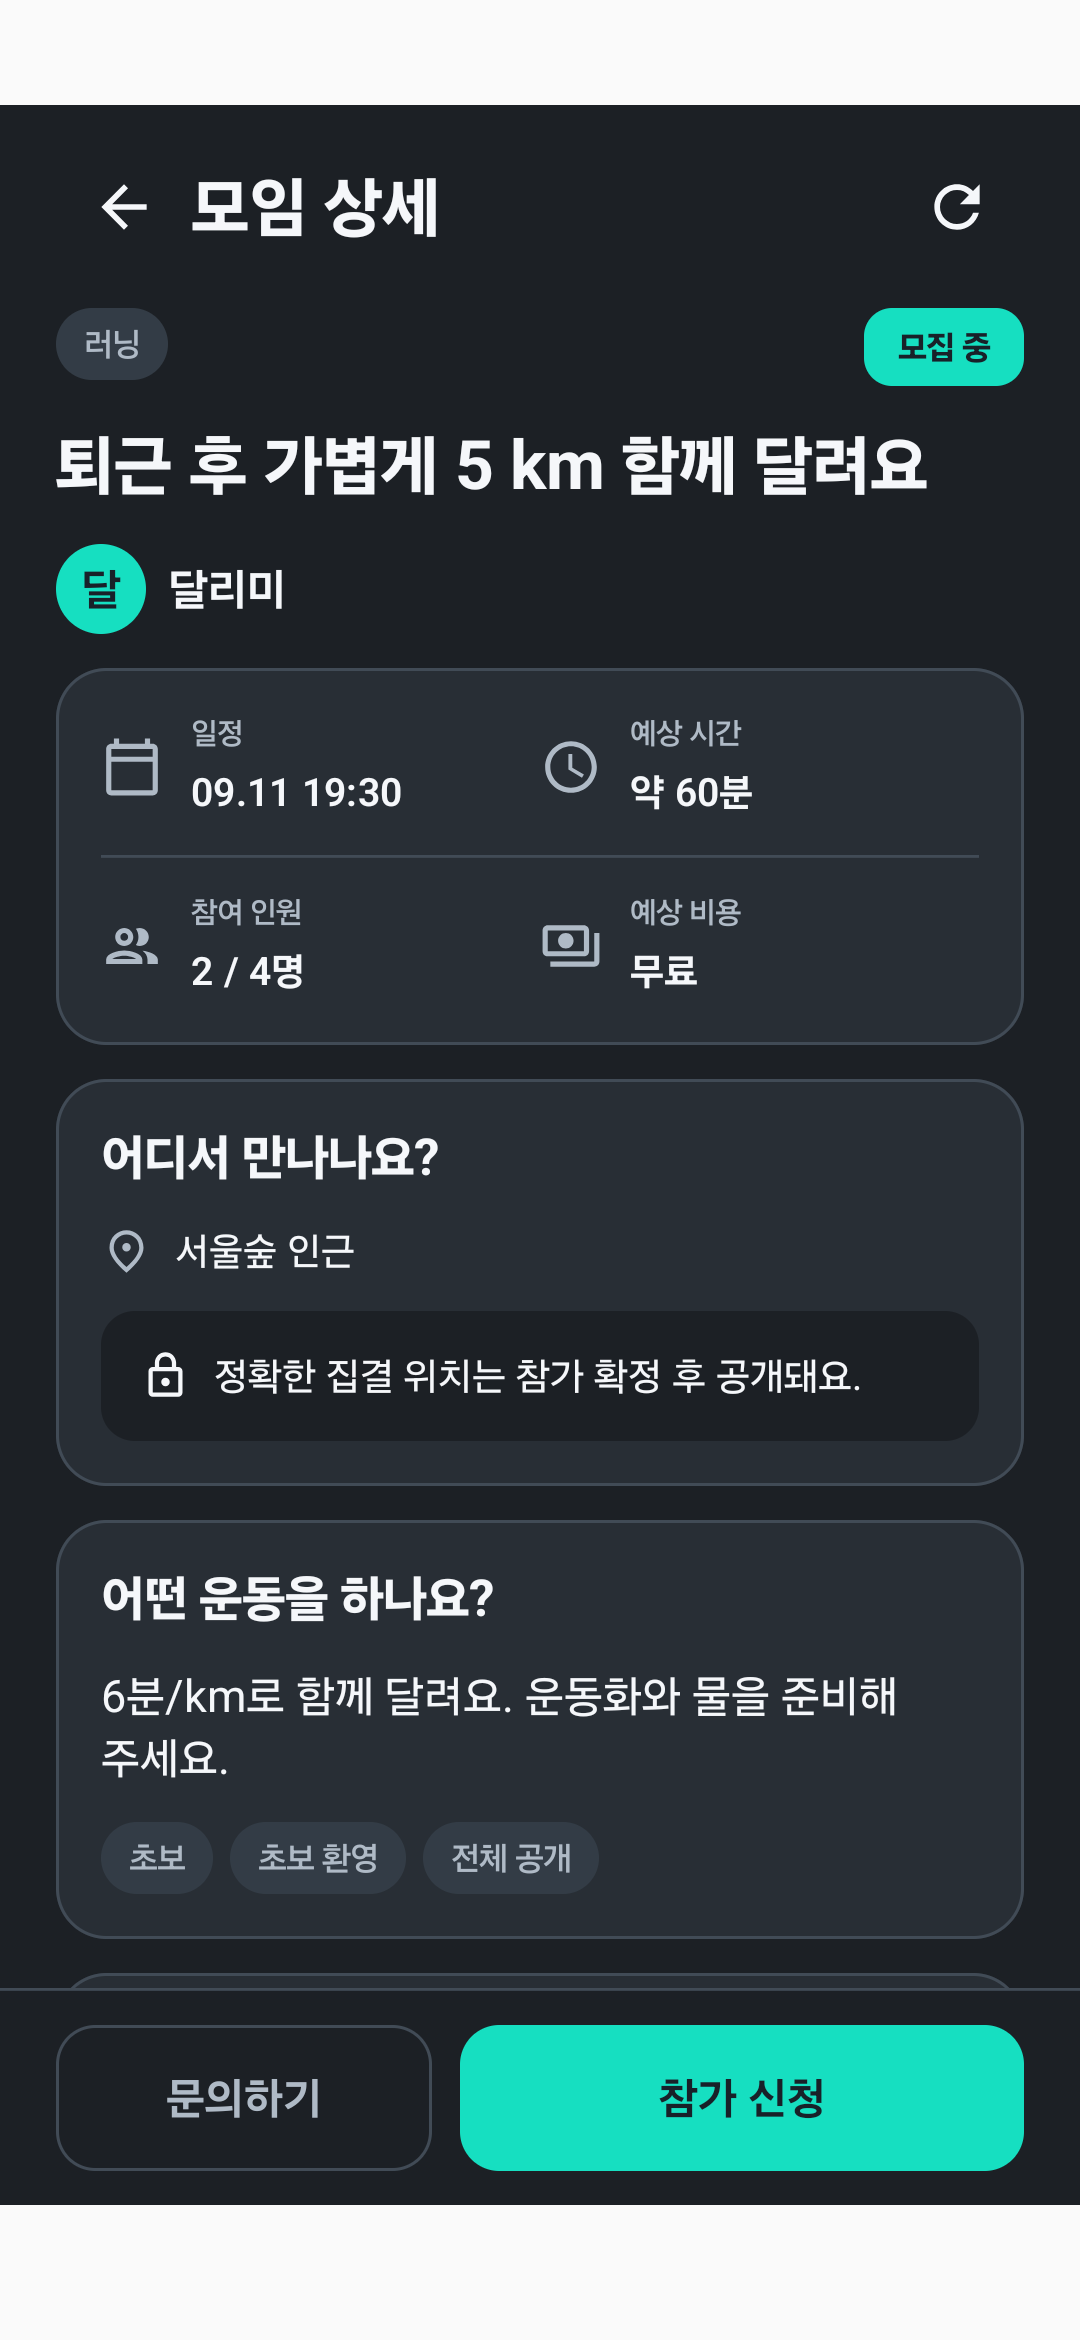 모임 상세
러닝
모집 중
퇴근 후 가볍게 5 km 함께 달려요
달
달리미
일정
09.11 19:30
예상 시간
약 60분
참여 인원
2 / 4명
예상 비용
무료
어디서 만나나요?
서울숲 인근
정확한 집결 위치는 참가 확정 후 공개돼요.
어떤 운동을 하나요?
6분/km로 함께 달려요. 운동화와 물을 준비해
주세요.
초보
초보 환영
전체 공개
문의하기
참가 신청